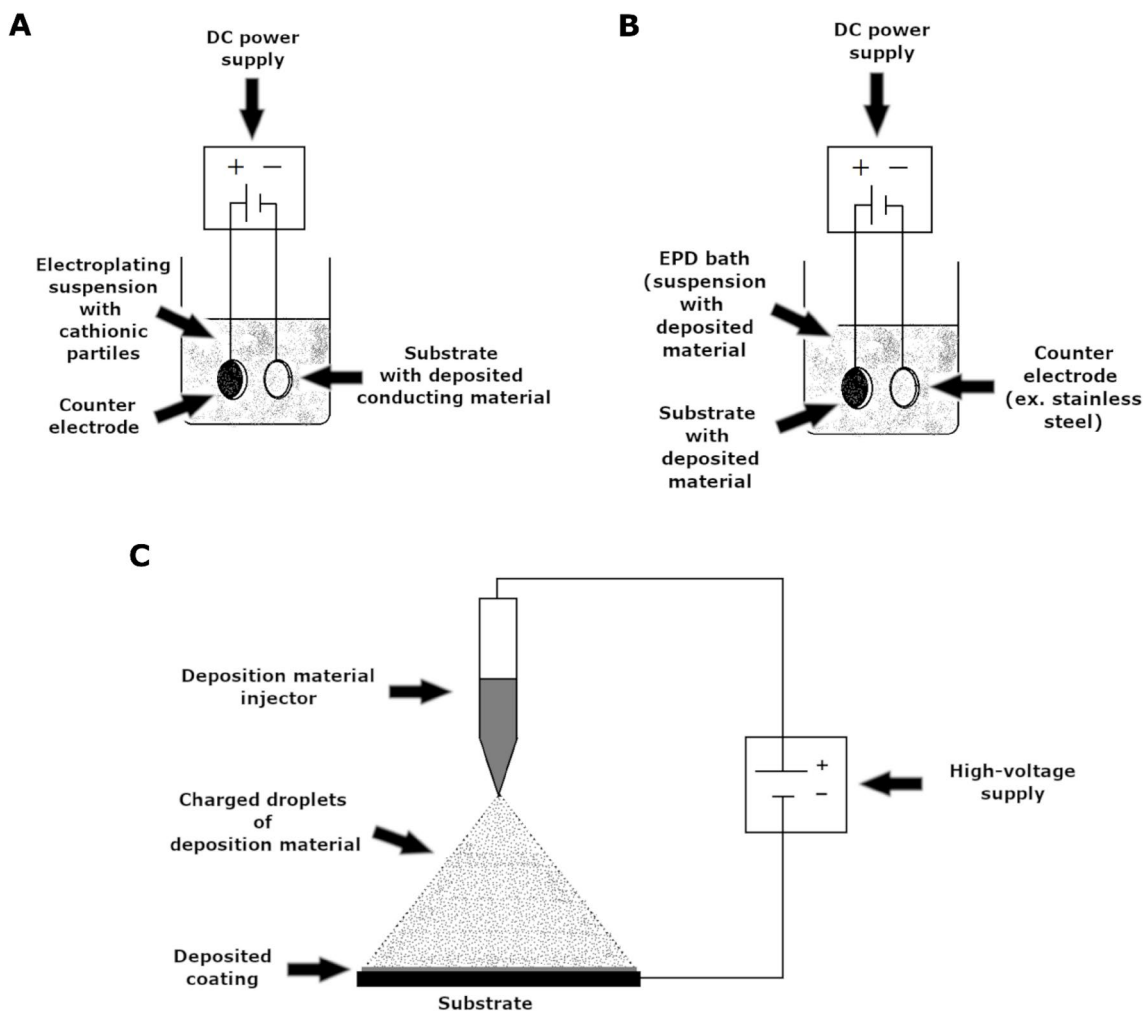 A
DC power
supply
+ −
Electroplating
suspension
with
cathionic
partiles
Counter
electrode
Substrate
with deposited
conducting material
B
DC power
supply
+ −
EPD bath
(suspension
with
deposited
material
Substrate
with
deposited
material
Counter
electrode
(ex. stainless
steel)
C
Deposition material
injector
Charged droplets
of
deposition material
Deposited
coating
Substrate
+
−
High-voltage
supply